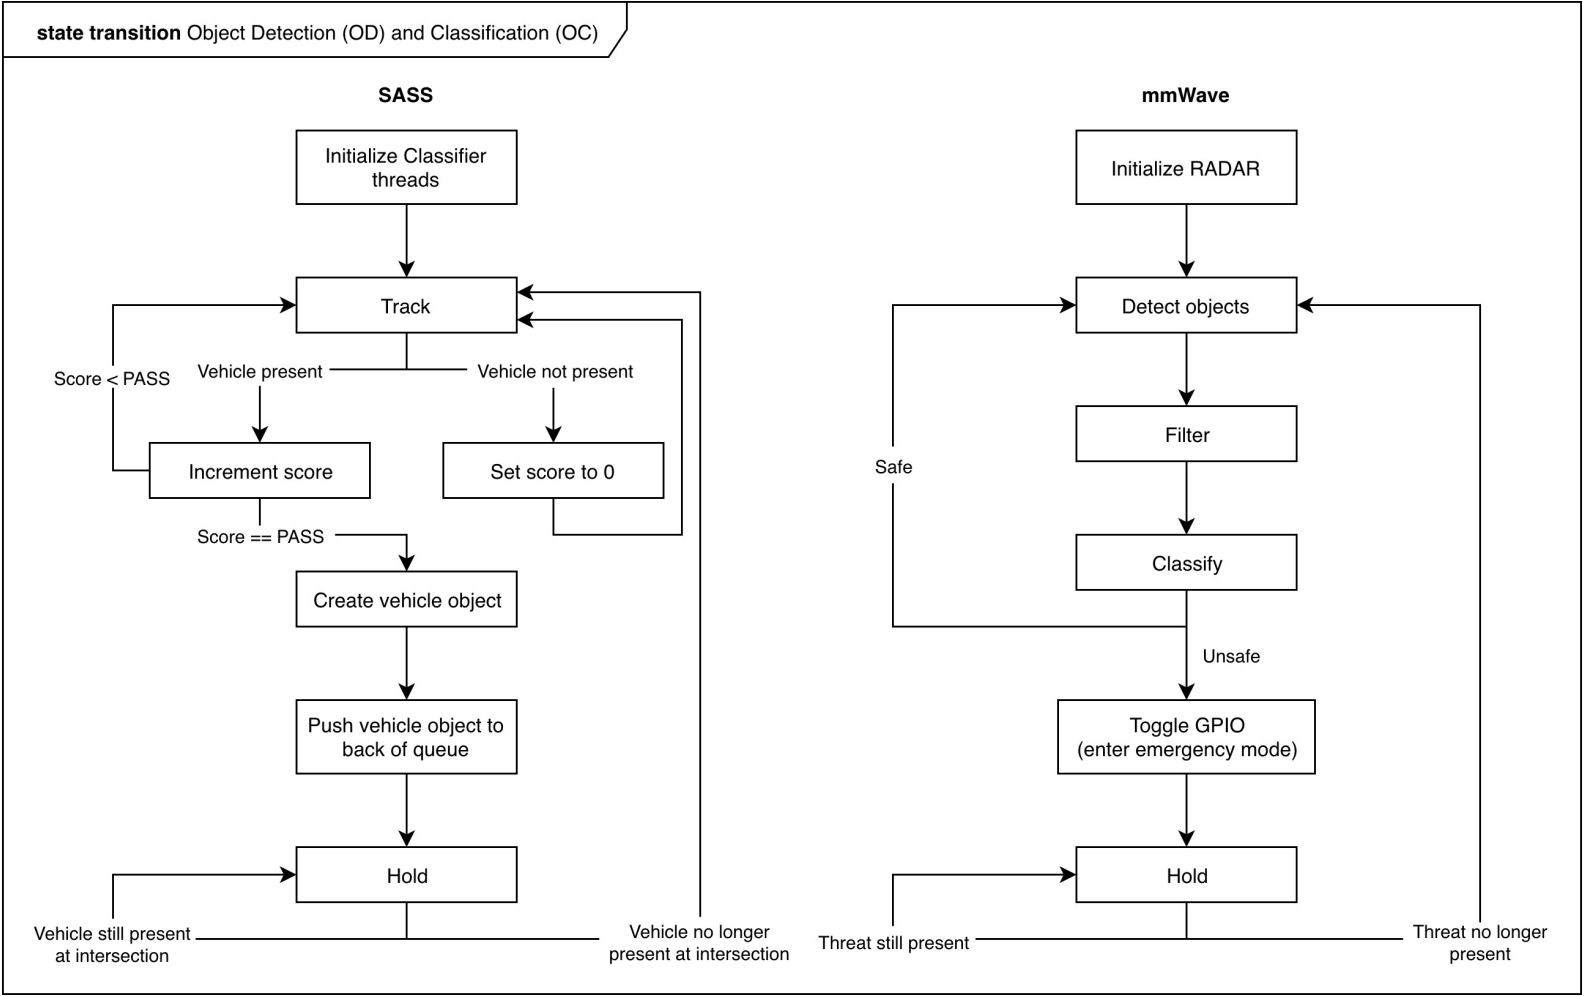 state transition Object Detection (OD) and Classification (OC)
SASS
Initialize Classifier
threads
Track
Score < PASS
Vehicle present
Vehicle not present
Increment score
Set score to 0
Score == PASS
Create vehicle object
Push vehicle object to
back of queue
Hold
Vehicle still present
at intersection
Vehicle no longer
present at intersection
mmWave
Initialize RADAR
Detect objects
Filter
Safe
Classify
Unsafe
Toggle GPIO
(enter emergency mode)
Hold
Threat still present
Threat no longer
present